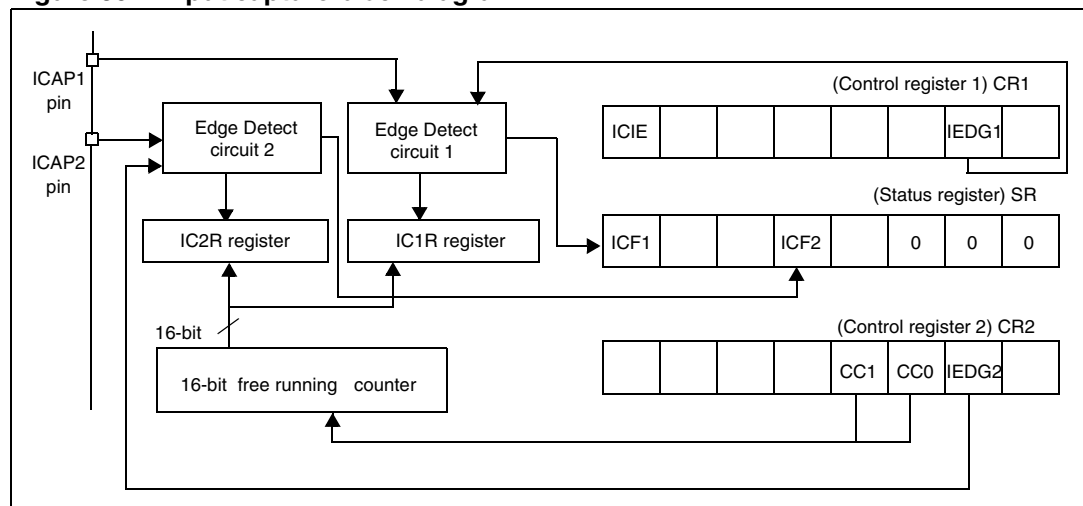 ICAP1
pin
ICAP2
pin
Edge Detect
circuit 2
Edge Detect
circuit 1
IC2R register
IC1R register
16-bit
16-bit free running counter
(Control register 1) CR1
ICIE IEDG1
(Status register) SR
ICF1 ICF2 0 0 0
(Control register 2) CR2
CC1 CC0 IEDG2